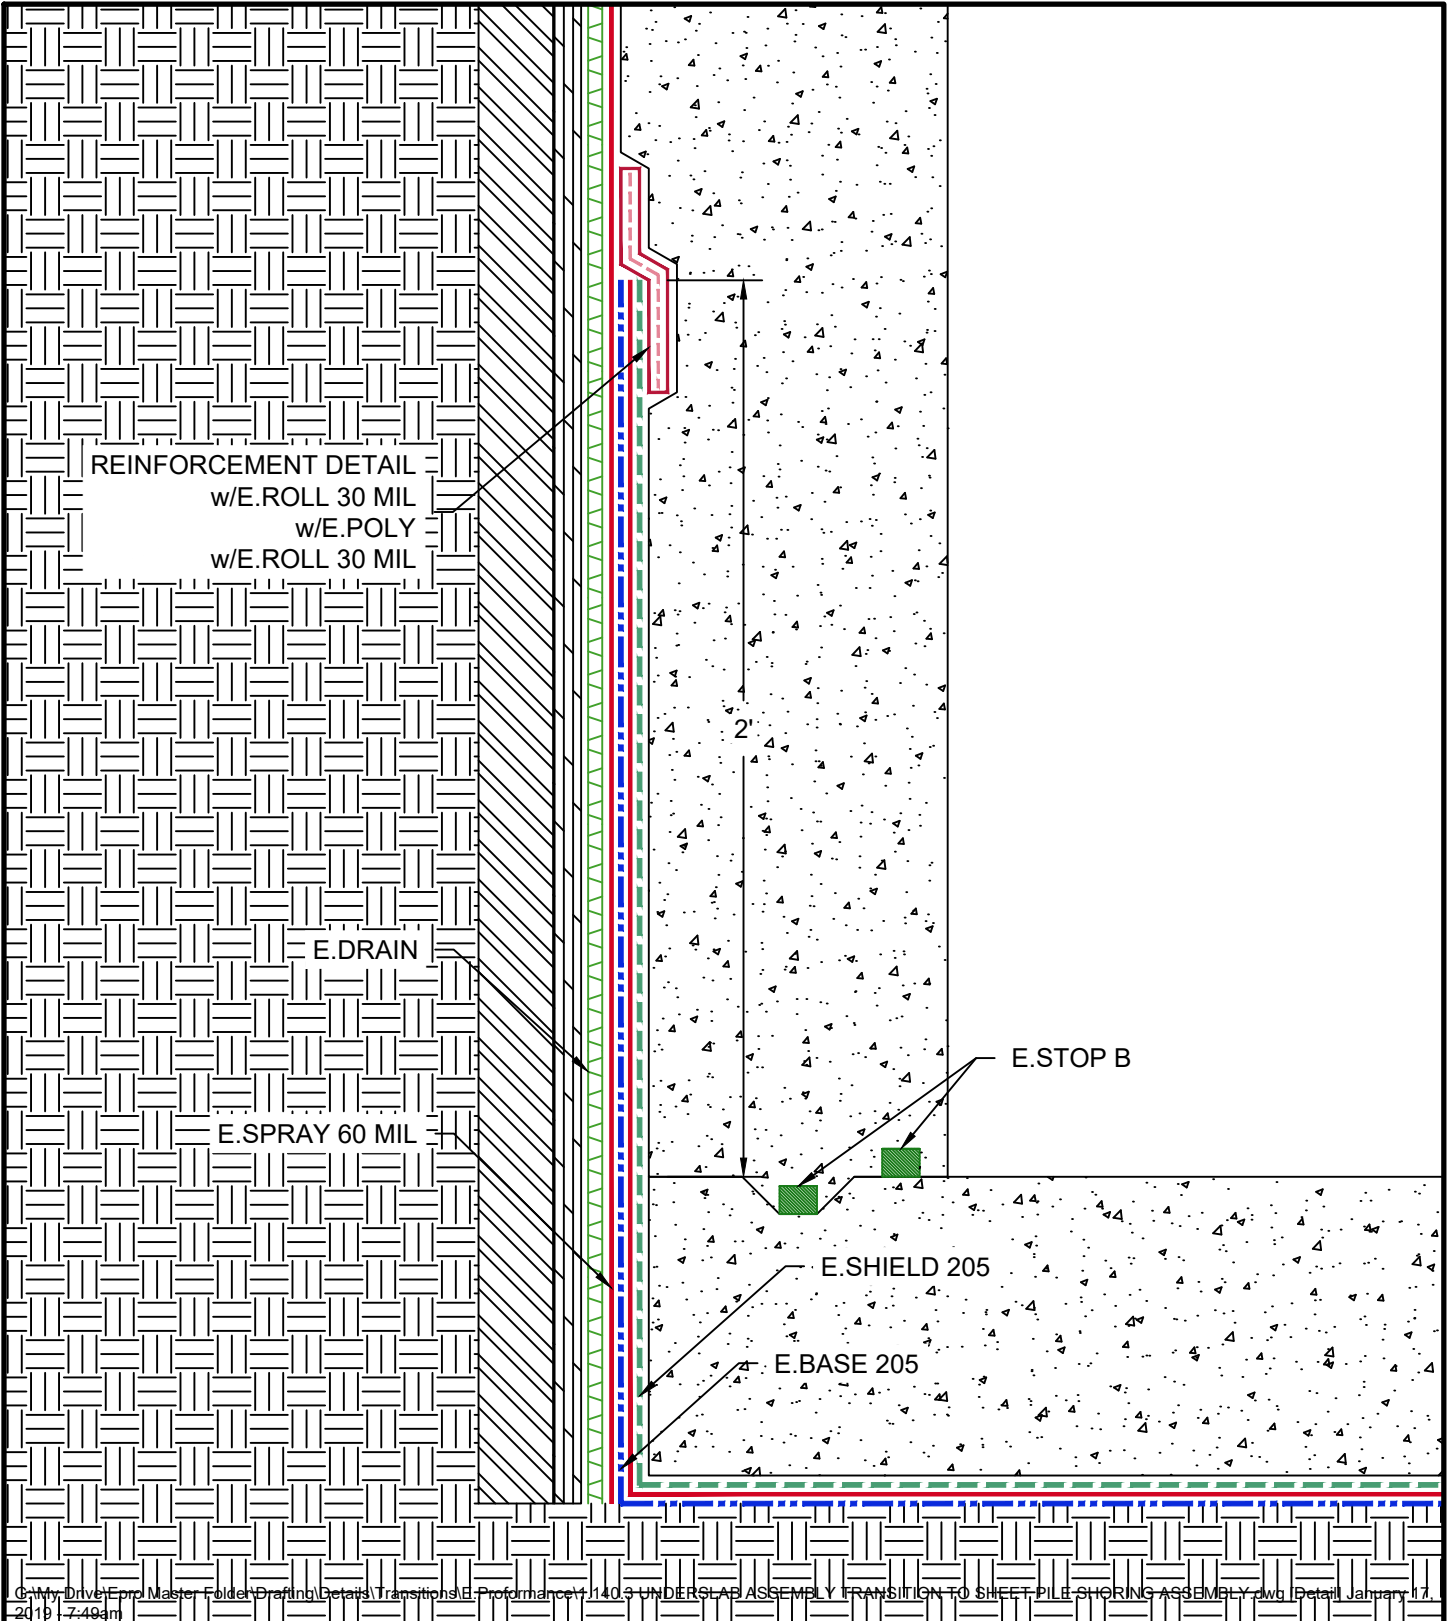 REINFORCEMENT DETAIL
w/E.ROLL 30 MIL
w/E.POLY
w/E.ROLL 30 MIL
2'
E.DRAIN
E.STOP B
E.SPRAY 60 MIL
E.SHIELD 205
E.BASE 205
G:\My Drive\Epro Master Folder\Drafting\Details\Transitions\E.Proformance\1.140.3 UNDERSLAB ASSEMBLY TRANSITION TO SHEET-PILE SHORING ASSEMBLY.dwg [Detail] January 17,
2019 - 7:49am